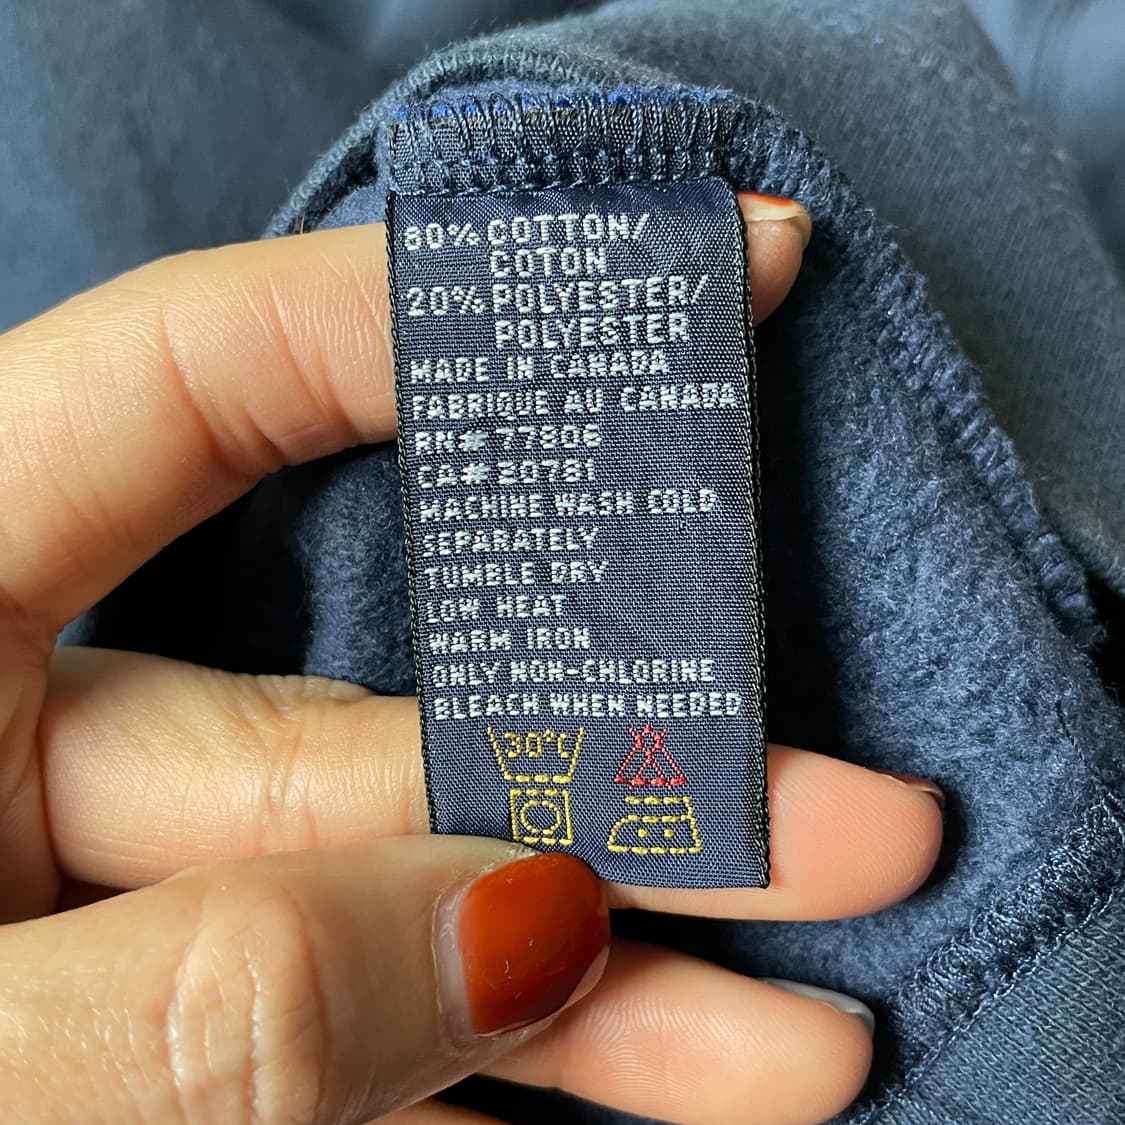 80% COTTON/
COTON
20% POLYESTER/
POLYESTER
MADE IN CANADA
FABRIQUE AU CANADA
RN# 77806
CA# 30781
MACHINE WASH COLD
SEPARATELY
TUMBLE DRY
LOW HEAT
WARM IRON
ONLY NON-CHLORINE
BLEACH WHEN NEEDED
30°C